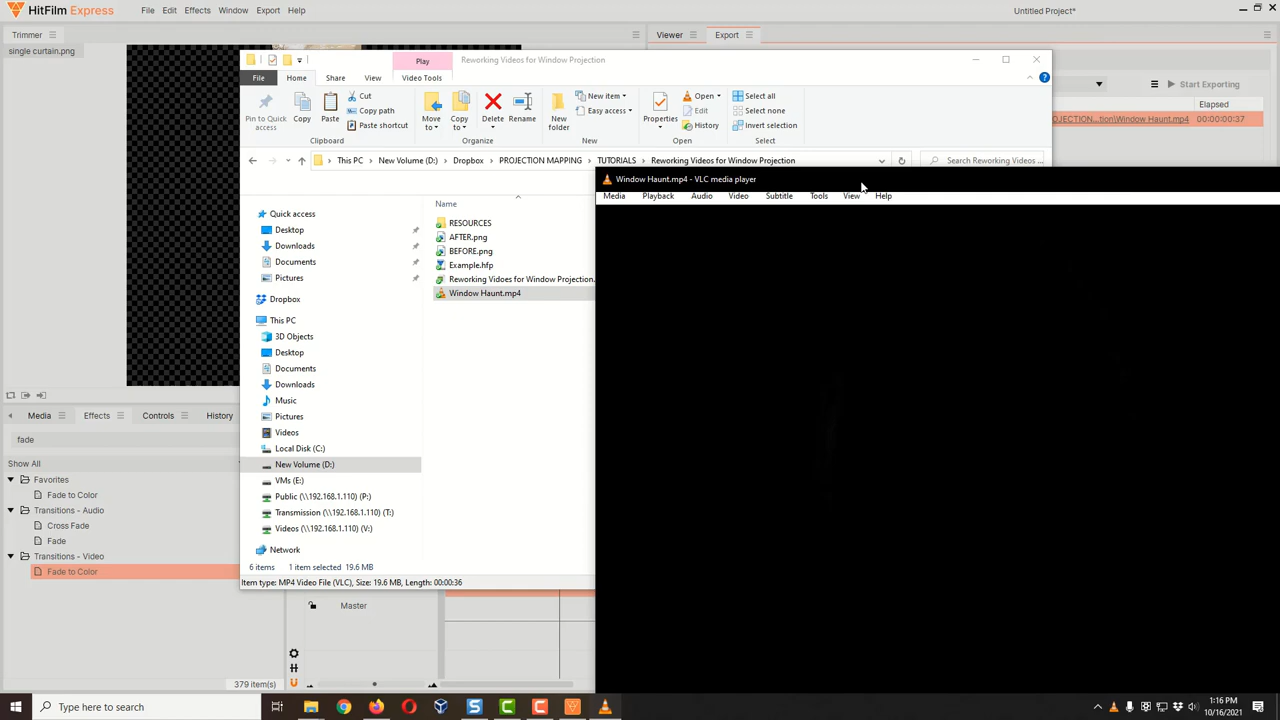 HitFilm Express File Edit Effects Window Export Help Untitled Project*
Trimmer Viewer Export
single curtain.png
Play Reworking Videos for Window Projection
File Home Share View Video Tools
Pin to Quick access Copy Paste Cut Copy path Paste shortcut Move to Copy to Delete Rename New folder New item Easy access Properties Open Edit History Select all Select none Invert selection
Clipboard Organize New Open Select
Start Exporting
Elapsed
OJECTION...tion\Window Haunt.mp4 00:00:00:37
This PC > New Volume (D:) > Dropbox > PROJECTION MAPPING > TUTORIALS > Reworking Videos for Window Projection Search Reworking Videos ...
Window Haunt.mp4 - VLC media player
Media Playback Audio Video Subtitle Tools View Help
Name
RESOURCES
AFTER.png
BEFORE.png
Example.hfp
Reworking Vidoes for Window Projection.
Window Haunt.mp4
Quick access
Desktop
Downloads
Documents
Pictures
Dropbox
This PC
3D Objects
Desktop
Documents
Downloads
Music
Pictures
Videos
Local Disk (C:)
New Volume (D:)
VMs (E:)
Public (\\192.168.1.110) (P:)
Transmission (\\192.168.1.110) (T:)
Videos (\\192.168.1.110) (V:)
Network
6 items 1 item selected 19.6 MB
Item type: MP4 Video File (VLC), Size: 19.6 MB, Length: 00:00:36
Media Effects Controls History
fade
Show All
Favorites
Fade to Color
Transitions - Audio
Cross Fade
Fade
Transitions - Video
Fade to Color
379 item(s)
Master
Type here to search
1:16 PM
10/16/2021